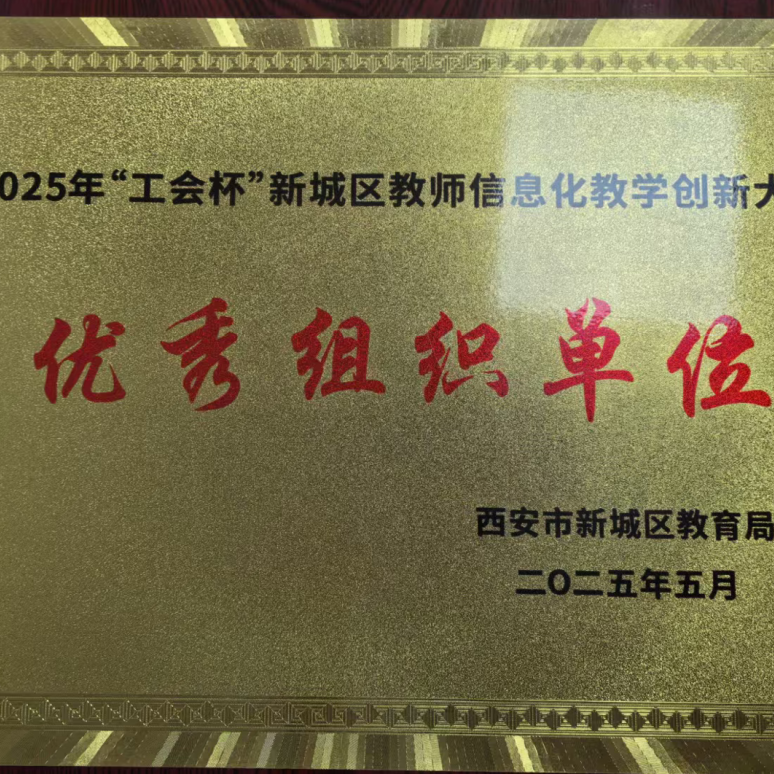 025年“工会杯”新城区教师信息化教学创新大
优秀组织单位
西安市新城区教育局
二〇二五年五月